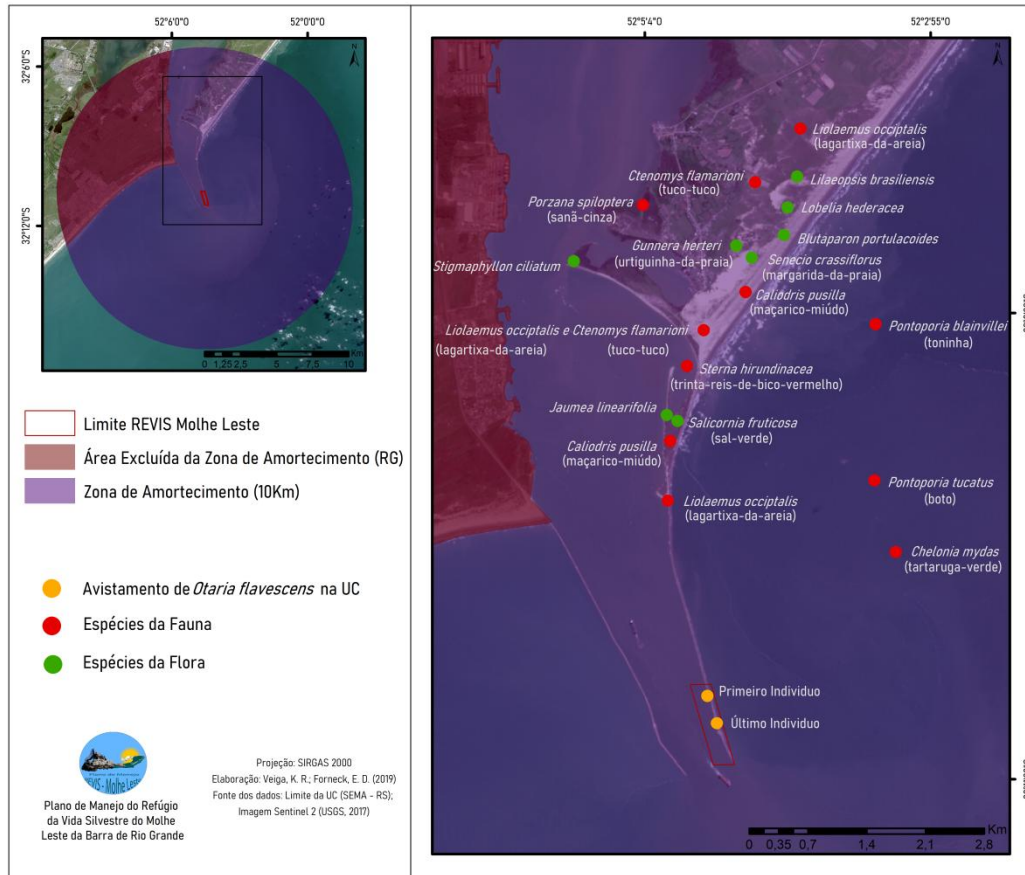 52°6'0"
52°0'0"
32°6'0"
32°12'0"
N
Km
0 1,25 2,5 5 7,5 10
Limite REVIS Molhe Leste
Área Excluída da Zona de Amortecimento (RG)
Zona de Amortecimento (10Km)
Avistamento de Otaria flavescens na UC
Espécies da Fauna
Espécies da Flora
Plano de Manejo
REVIS - Molhe Leste
Plano de Manejo do Refúgio
da Vida Silvestre do Molhe
Leste da Barra de Rio Grande
Projeção: SIRGAS 2000
Elaboração: Veiga, K. R.; Forneck, E. D. (2019)
Fonte dos dados: Limite da UC (SEMA - RS);
Imagem Sentinel 2 (USGS, 2017)
52°5'4"
52°2'55"
N
Liolaemus occiptalis
(lagartixa-da-areia)
Ctenomys flamarioni
(tuco-tuco)
Lilaeopsis brasiliensis
Porzana spiloptera
(sanã-cinza)
Lobelia hederacea
Blutaparon portulacoides
Gunnera herteri
(urtiguinha-da-praia)
Senecio crassiflorus
(margarida-da-praia)
Stigmaphyllon ciliatum
Caliodris pusilla
(maçarico-miúdo)
Pontoporia blainvillei
(toninha)
Liolaemus occiptalis e Ctenomys flamarioni
(lagartixa-da-areia) (tuco-tuco)
Sterna hirundinacea
(trinta-reis-de-bico-vermelho)
Jaumea linearifolia
Salicornia fruticosa
(sal-verde)
Caliodris pusilla
(maçarico-miúdo)
Pontoporia tucatus
(boto)
Liolaemus occiptalis
(lagartixa-da-areia)
Chelonia mydas
(tartaruga-verde)
Primeiro Individuo
Último Individuo
Km
0 0,35 0,7 1,4 2,1 2,8